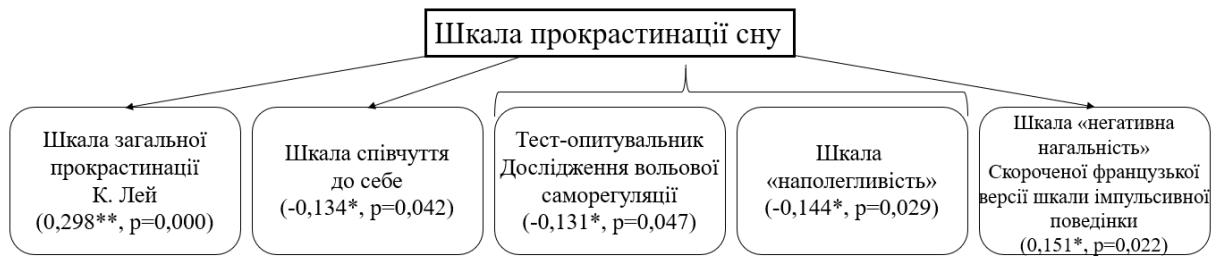 Шкала прокрастинації сну
Шкала загальної
прокрастинації
К. Лей
(0,298**, p=0,000)
Шкала співчуття
до себе
(-0,134*, p=0,042)
Тест-опитувальник
Дослідження вольової
саморегуляції
(-0,131*, p=0,047)
Шкала
«наполегливість»
(-0,144*, p=0,029)
Шкала «негативна
нагальність»
Скороченої французької
версії шкали імпульсивної
поведінки
(0,151*, p=0,022)